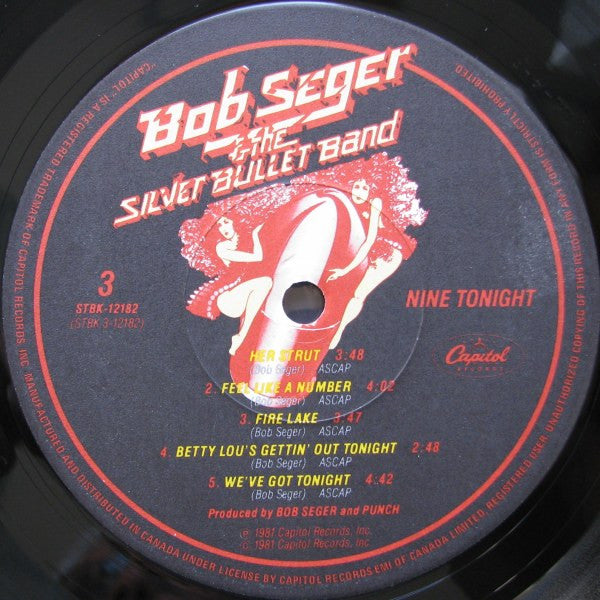 Bob Seger
& the
Silver Bullet Band
3
STBK-12182
(STBK 3-12182)
NINE TONIGHT
Capitol
RECORDS
HER STRUT 3:48
(Bob Seger) ASCAP
2. FEEL LIKE A NUMBER 4:02
(Bob Seger) ASCAP
3. FIRE LAKE 3:47
(Bob Seger) ASCAP
4. BETTY LOU'S GETTIN' OUT TONIGHT 2:48
(Bob Seger) ASCAP
5. WE'VE GOT TONIGHT 4:42
(Bob Seger) ASCAP
Produced by BOB SEGER and PUNCH
℗ 1981 Capitol Records, Inc.
© 1981 Capitol Records, Inc.
"CAPITOL" IS A REGISTERED TRADEMARK OF CAPITOL RECORDS, INC. MANUFACTURED AND DISTRIBUTED IN CANADA UNDER LICENSE BY CAPITOL RECORDS EMI OF CANADA LIMITED, REGISTERED USER. UNAUTHORIZED COPYING OF THIS RECORD IN ANY FORM IS STRICTLY PROHIBITED.